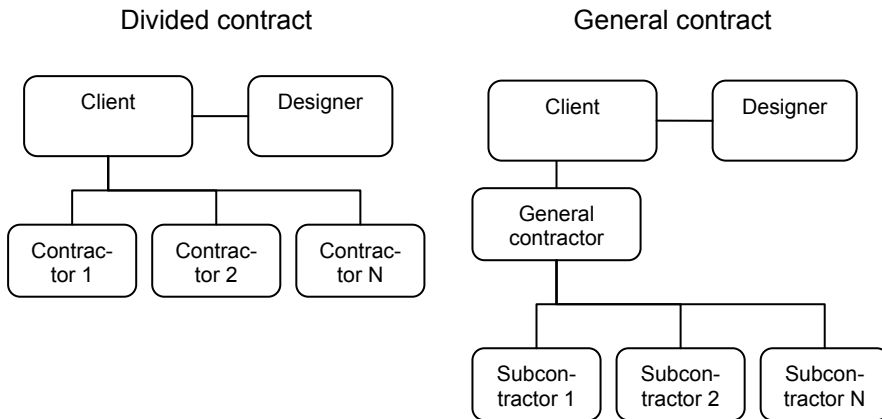 Divided contract
Client
Designer
Contrac-
tor 1
Contrac-
tor 2
Contrac-
tor N
General contract
Client
Designer
General
contractor
Subcon-
tractor 1
Subcon-
tractor 2
Subcon-
tractor N